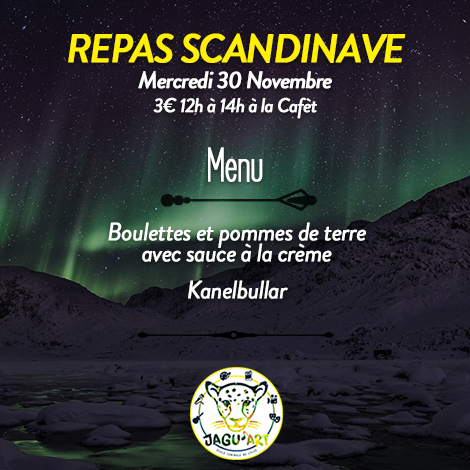 REPAS SCANDINAVE
Mercredi 30 Novembre
3€ 12h à 14h à la Cafèt
Menu
Boulettes et pommes de terre
avec sauce à la crème
Kanelbullar
JAGU'ART